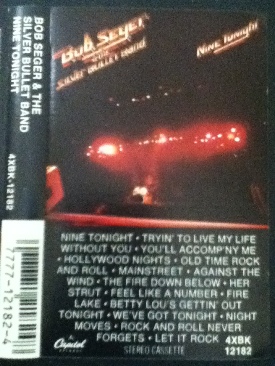 BOB SEGER & THE
SILVER BULLET BAND
NINE TONIGHT
4XBK-12182
Bob Seger
& the
Silver Bullet Band
Nine Tonight
NINE TONIGHT • TRYIN' TO LIVE MY LIFE
WITHOUT YOU • YOU'LL ACCOMP'NY ME
• HOLLYWOOD NIGHTS • OLD TIME ROCK
AND ROLL • MAINSTREET • AGAINST THE
WIND • THE FIRE DOWN BELOW • HER
STRUT • FEEL LIKE A NUMBER • FIRE
LAKE • BETTY LOU'S GETTIN' OUT
TONIGHT • WE'VE GOT TONIGHT • NIGHT
MOVES • ROCK AND ROLL NEVER
FORGETS • LET IT ROCK
4XBK
12182
Capitol
STEREO CASSETTE
7777-12182-4